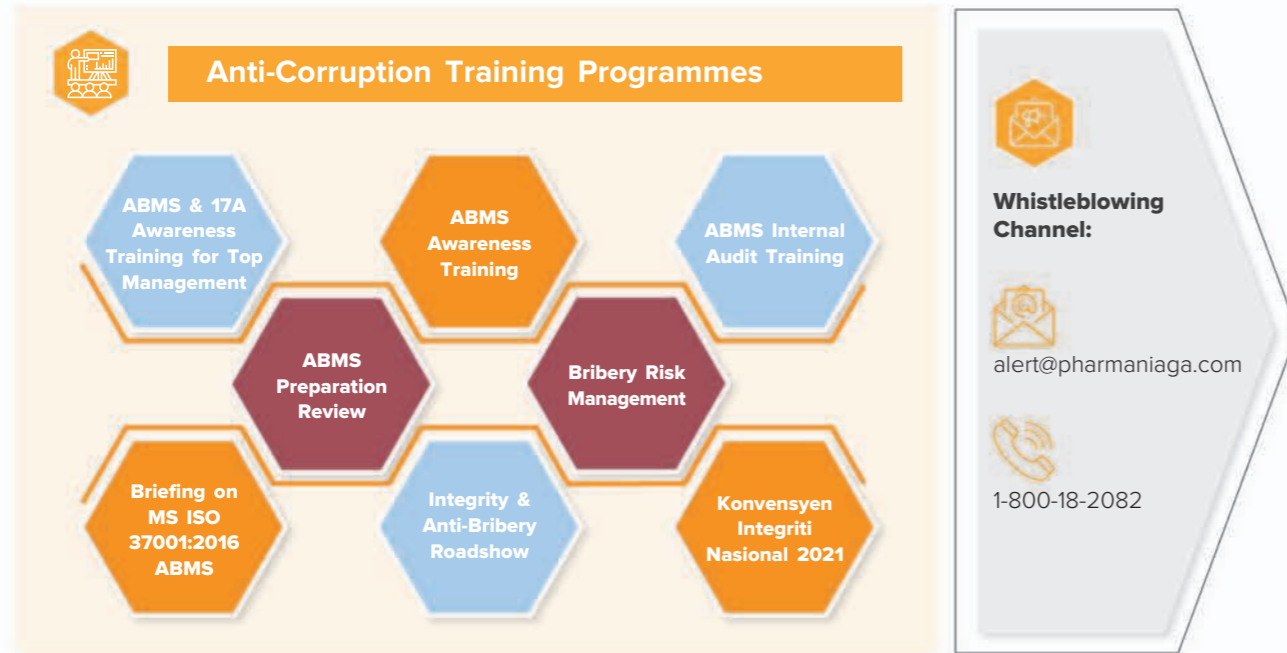 Anti-Corruption Training Programmes
ABMS & 17A
Awareness
Training for Top
Management
ABMS
Awareness
Training
ABMS Internal
Audit Training
ABMS
Preparation
Review
Bribery Risk
Management
Briefing on
MS ISO
37001:2016
ABMS
Integrity &
Anti-Bribery
Roadshow
Konvensyen
Integriti
Nasional 2021
Whistleblowing
Channel:
alert@pharmaniaga.com
1-800-18-2082